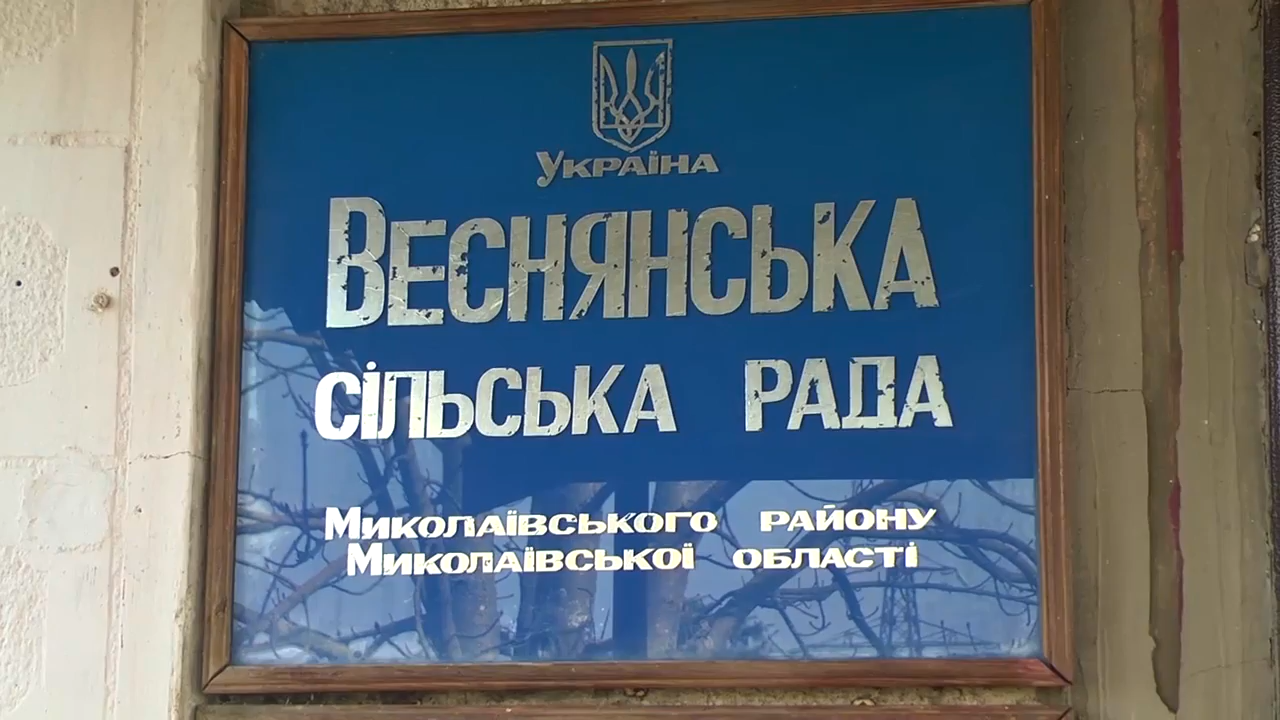 Україна
Веснянська
сільська рада
Миколаївського району
Миколаївської області